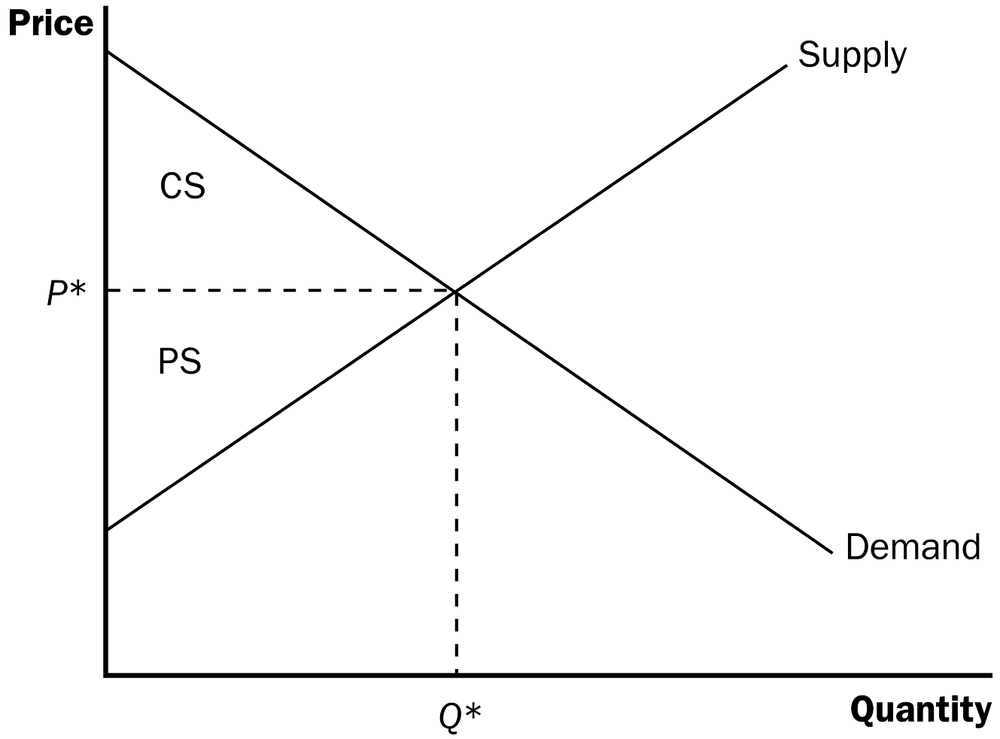 Price
Supply
CS
P*
PS
Demand
Q*
Quantity